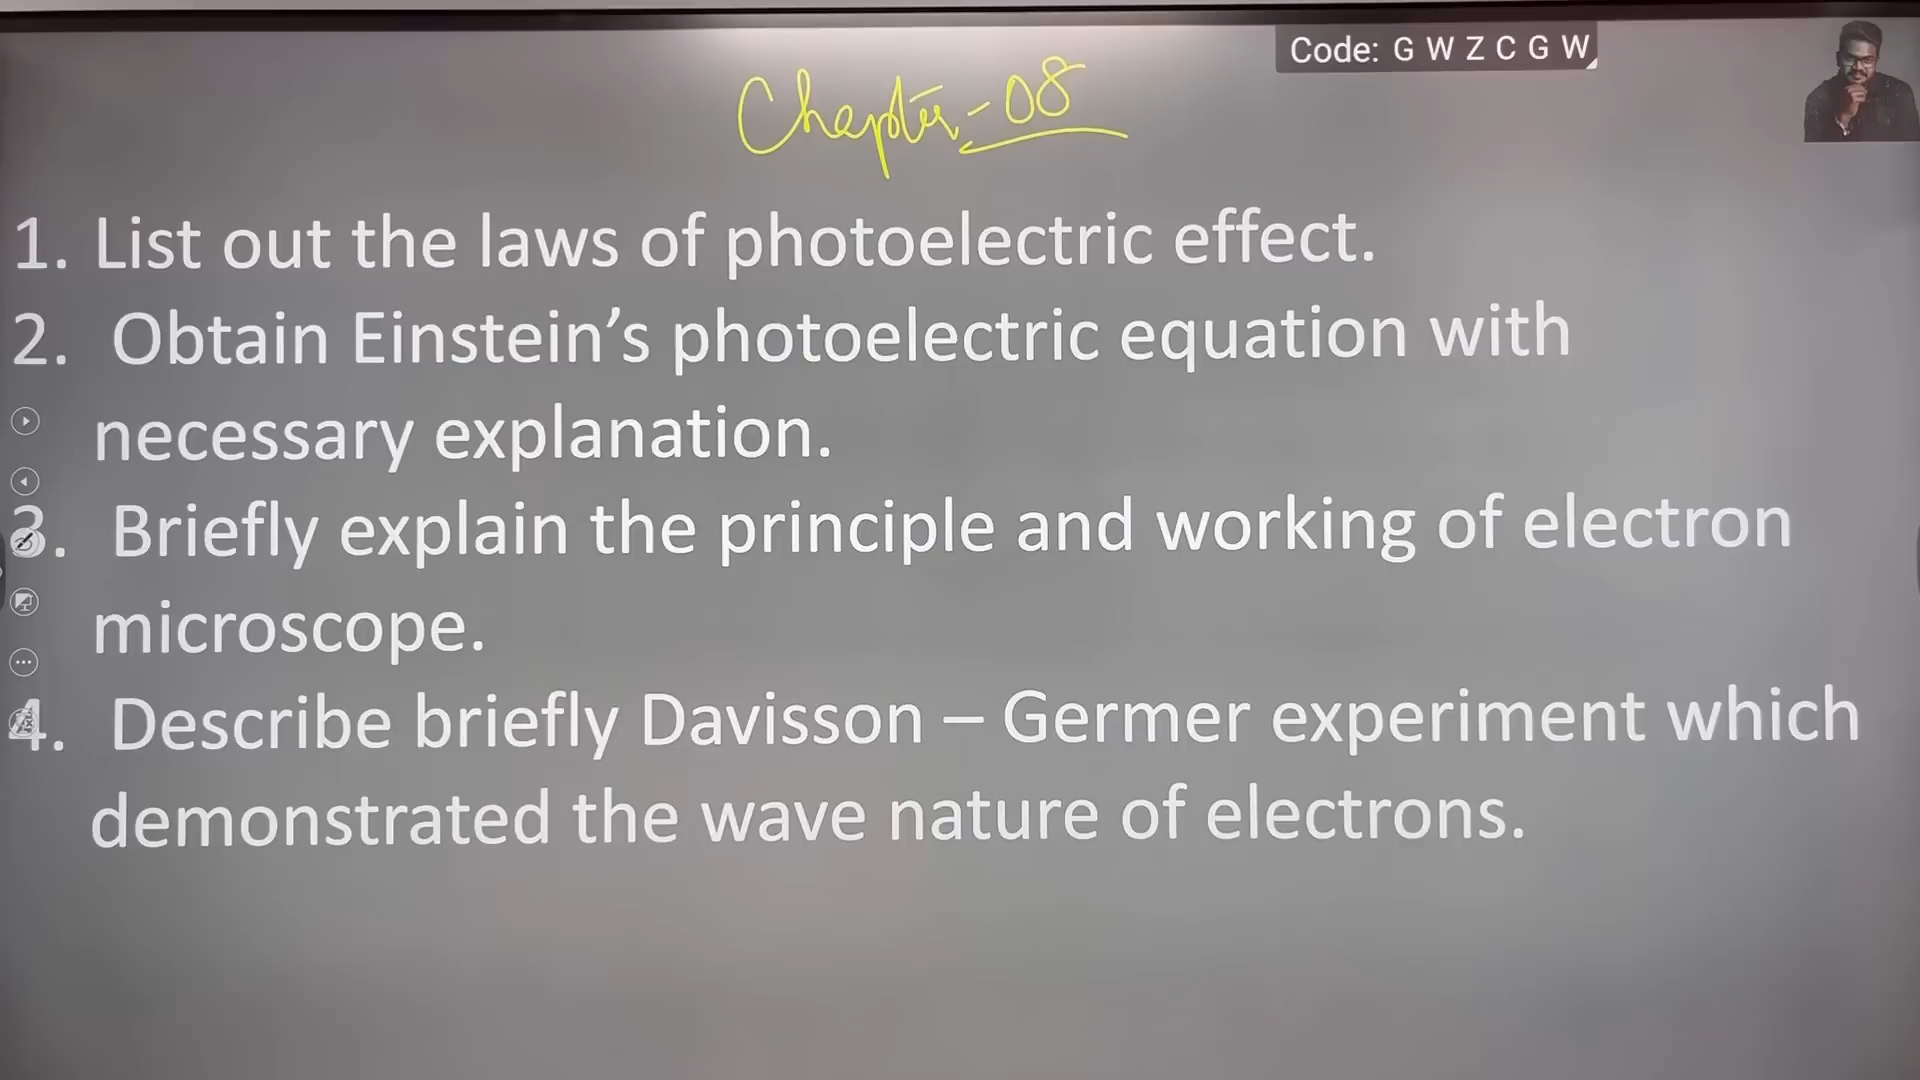 Code: G W Z C G W
Chapter - 08
1. List out the laws of photoelectric effect.
2. Obtain Einstein’s photoelectric equation with
necessary explanation.
3. Briefly explain the principle and working of electron
microscope.
4. Describe briefly Davisson – Germer experiment which
demonstrated the wave nature of electrons.